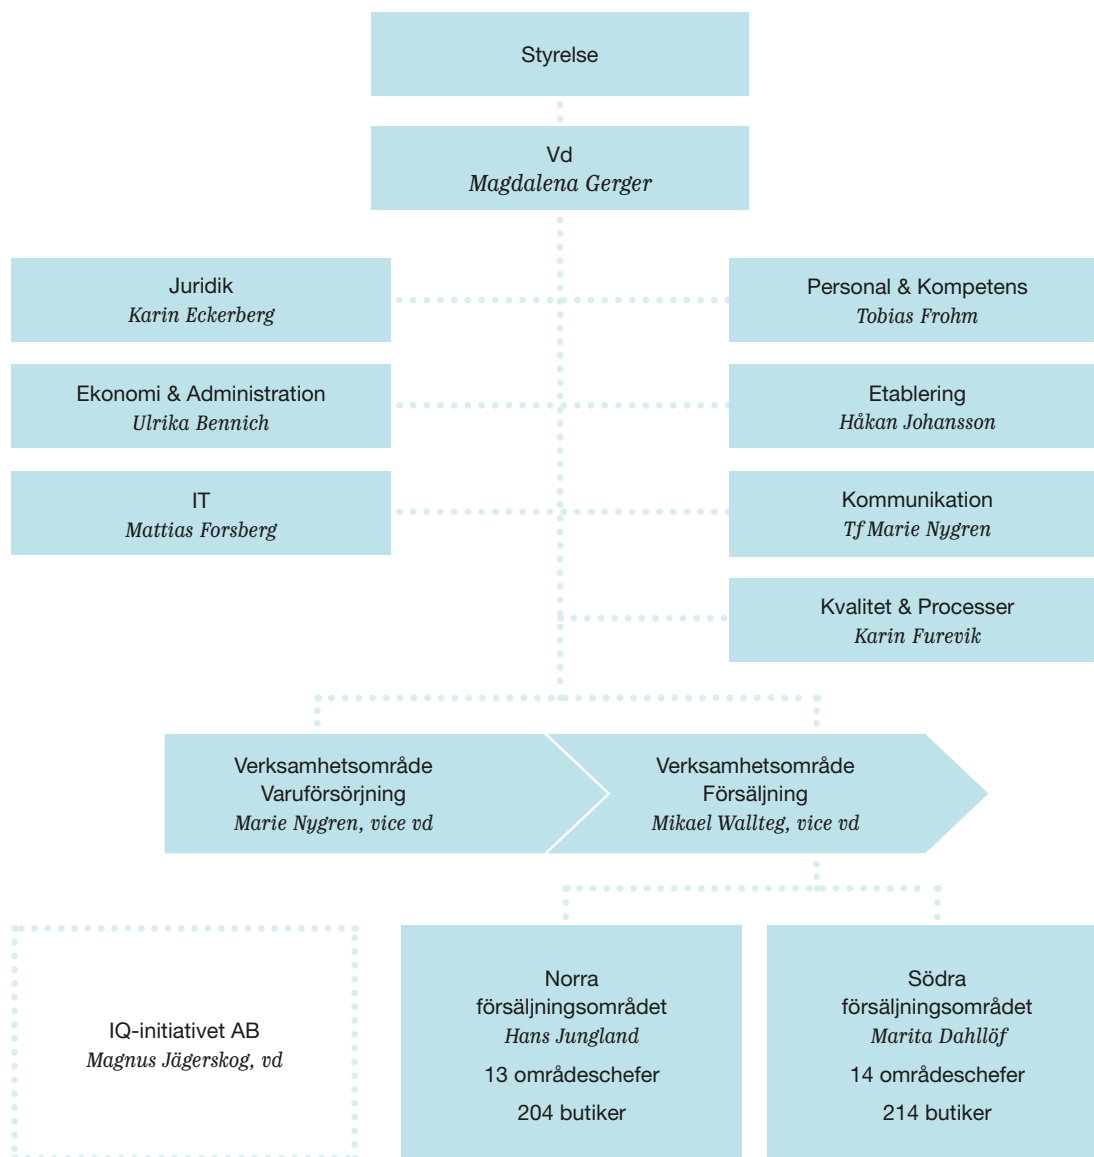 Styrelse
Vd
Magdalena Gerger
Juridik
Karin Eckerberg
Personal & Kompetens
Tobias Frohm
Ekonomi & Administration
Ulrika Bennich
Etablering
Håkan Johansson
IT
Mattias Forsberg
Kommunikation
Tf Marie Nygren
Kvalitet & Processer
Karin Furevik
Verksamhetsområde
Varuförsörjning
Marie Nygren, vice vd
Verksamhetsområde
Försäljning
Mikael Wallteg, vice vd
IQ-initiativet AB
Magnus Jägerskog, vd
Norra
försäljningsområdet
Hans Jungland
13 områdeschefer
204 butiker
Södra
försäljningsområdet
Marita Dahllöf
14 områdeschefer
214 butiker